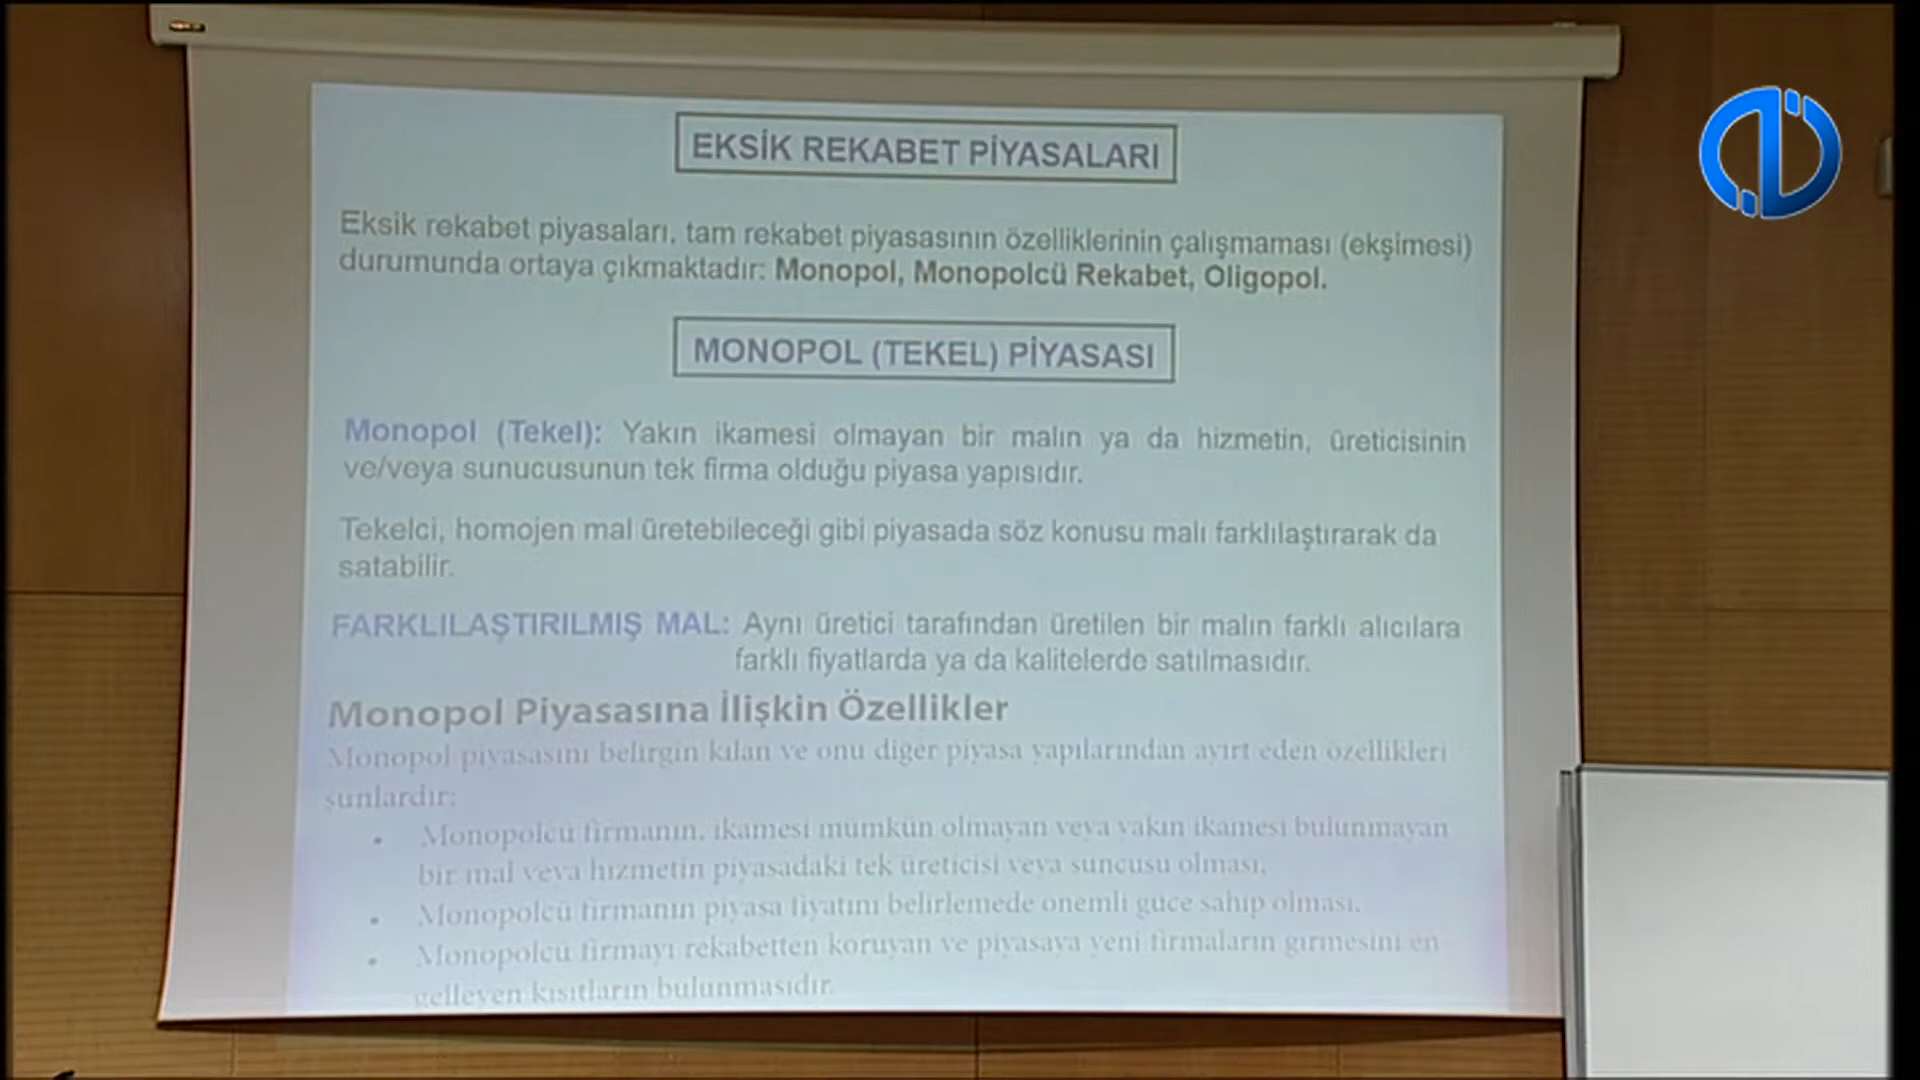 EKSİK REKABET PİYASALARI
Eksik rekabet piyasaları, tam rekabet piyasasının özelliklerinin çalışmaması (ekşimesi)
durumunda ortaya çıkmaktadır: Monopol, Monopolcü Rekabet, Oligopol.
MONOPOL (TEKEL) PİYASASI
Monopol (Tekel): Yakın ikamesi olmayan bir malın ya da hizmetin, üreticisinin
ve/veya sunucusunun tek firma olduğu piyasa yapısıdır.
Tekelci, homojen mal üretebileceği gibi piyasada söz konusu malı farklılaştırarak da
satabilir.
FARKLILAŞTIRILMIŞ MAL: Aynı üretici tarafından üretilen bir malın farklı alıcılara
farklı fiyatlarda ya da kalitelerde satılmasıdır.
Monopol Piyasasına İlişkin Özellikler
Monopol piyasasını belirgin kılan ve onu diğer piyasa yapılarından ayırt eden özellikleri
şunlardır:
• Monopolcü firmanın, ikamesi mümkün olmayan veya yakın ikamesi bulunmayan
bir mal veya hizmetin piyasadaki tek üreticisi veya suncusu olması.
• Monopolcü firmanın piyasa fiyatını belirlemede önemli güce sahip olması.
• Monopolcü firmayı rekabetten koruyan ve piyasaya yeni firmaların girmesini en
gelleyen kısıtların bulunmasıdır.